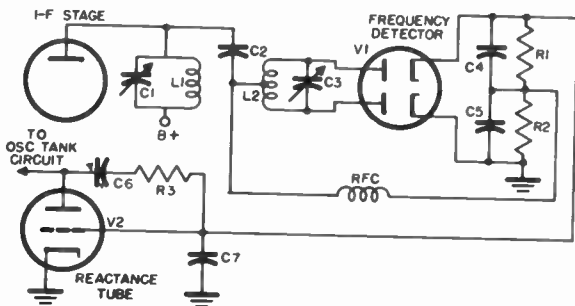 I-F STAGE
FREQUENCY
DETECTOR
C2
V1
C1
L1
B+
L2
C3
C4
R1
C5
R2
TO
OSC TANK
CIRCUIT
C6
R3
RFC
V2
C7
REACTANCE
TUBE